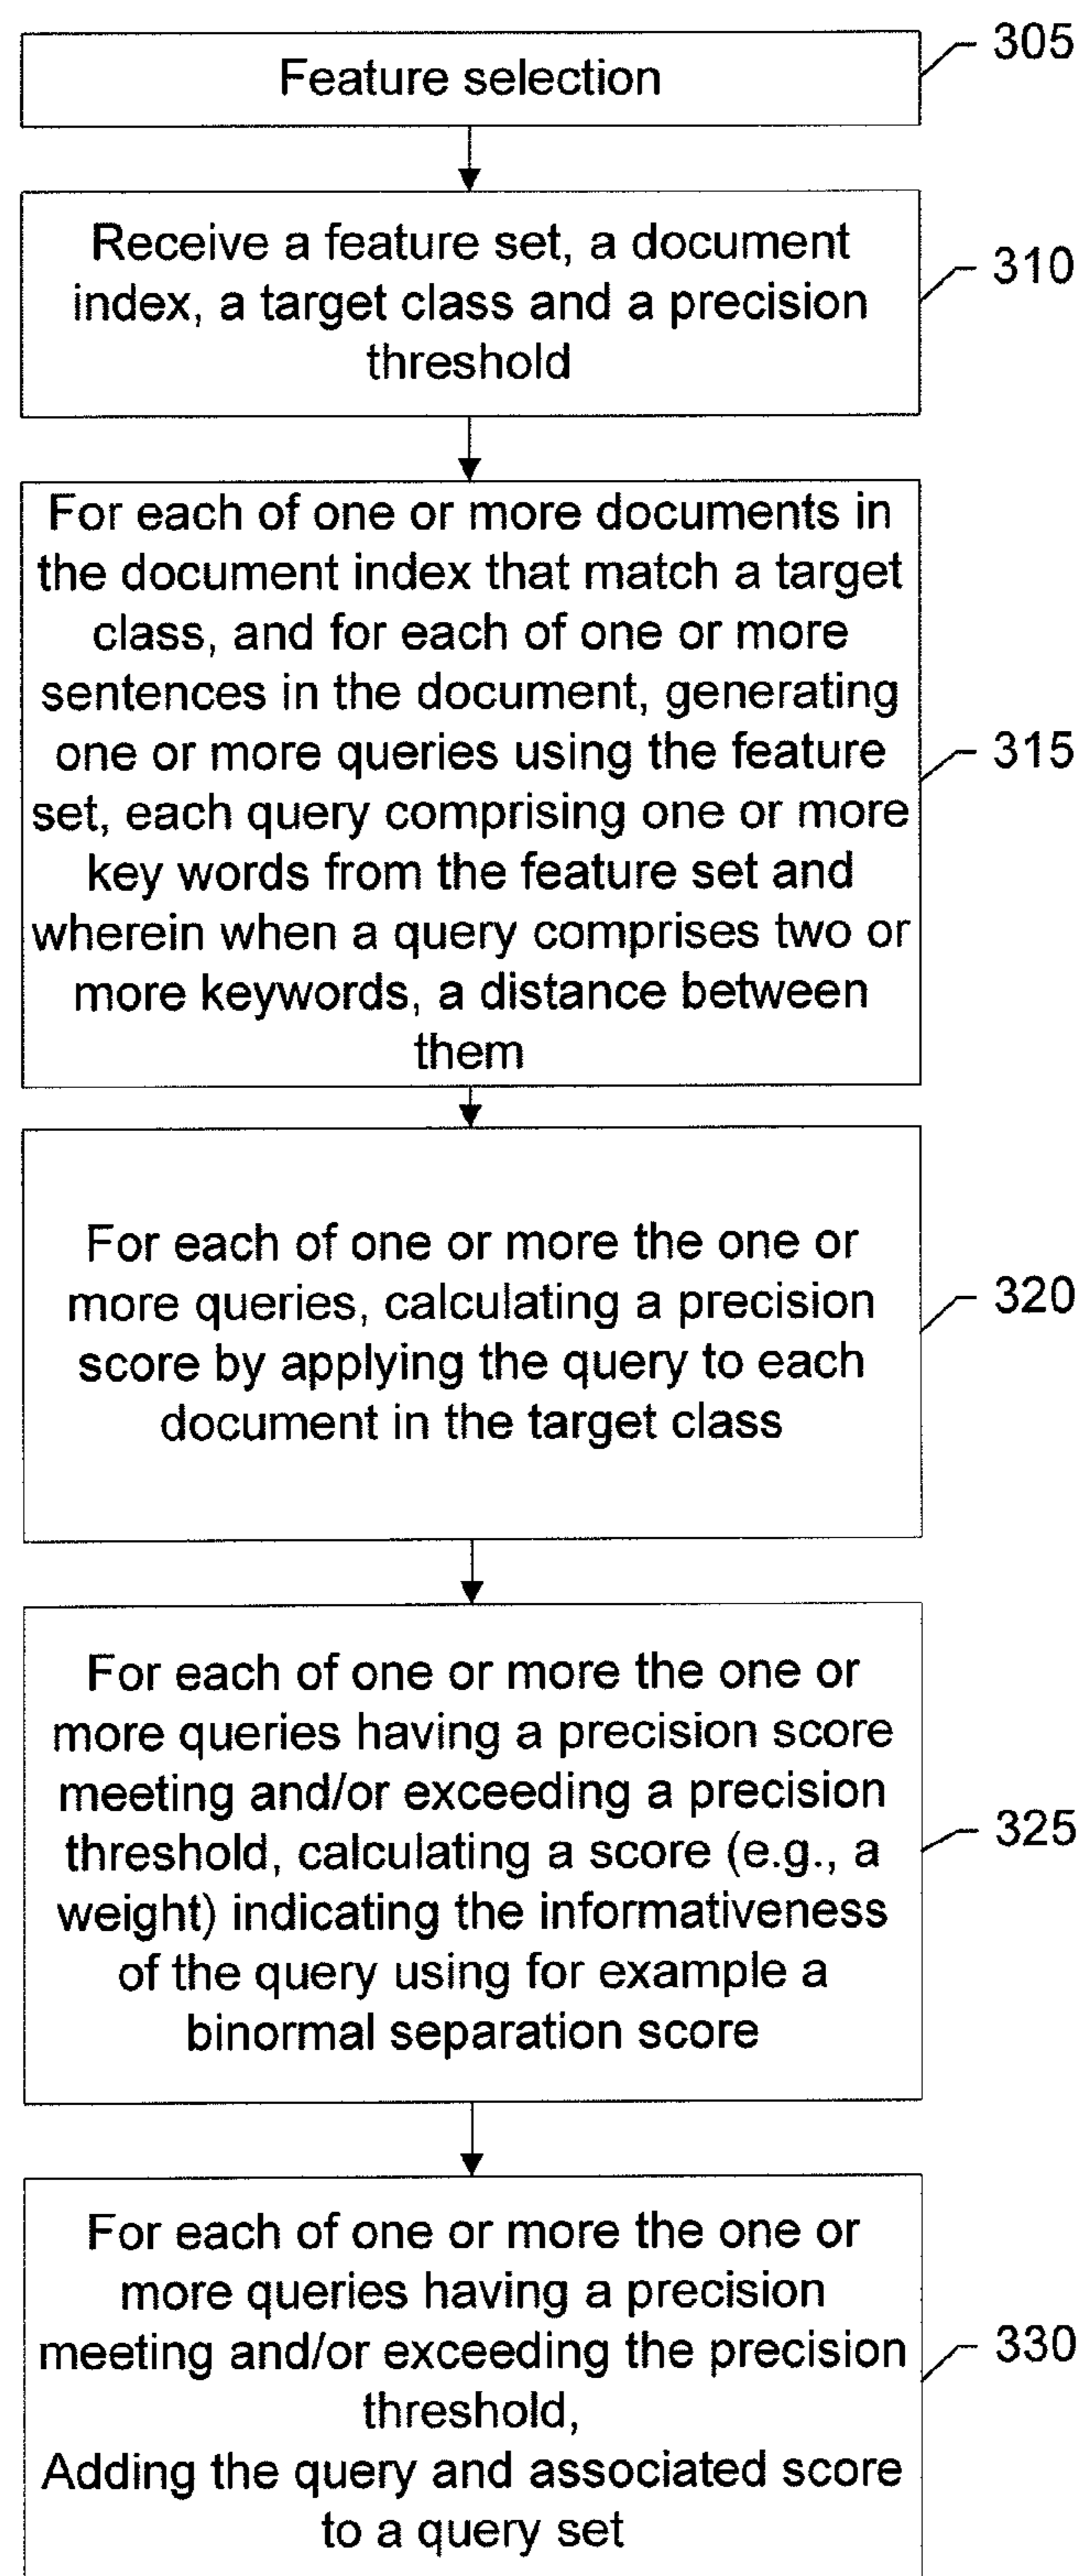 Feature selection
305
Receive a feature set, a document
index, a target class and a precision
threshold
310
For each of one or more documents in
the document index that match a target
class, and for each of one or more
sentences in the document, generating
one or more queries using the feature
set, each query comprising one or more
key words from the feature set and
wherein when a query comprises two or
more keywords, a distance between
them
315
For each of one or more the one or
more queries, calculating a precision
score by applying the query to each
document in the target class
320
For each of one or more the one or
more queries having a precision score
meeting and/or exceeding a precision
threshold, calculating a score (e.g., a
weight) indicating the informativeness
of the query using for example a
binormal separation score
325
For each of one or more the one or
more queries having a precision
meeting and/or exceeding the precision
threshold,
Adding the query and associated score
to a query set
330